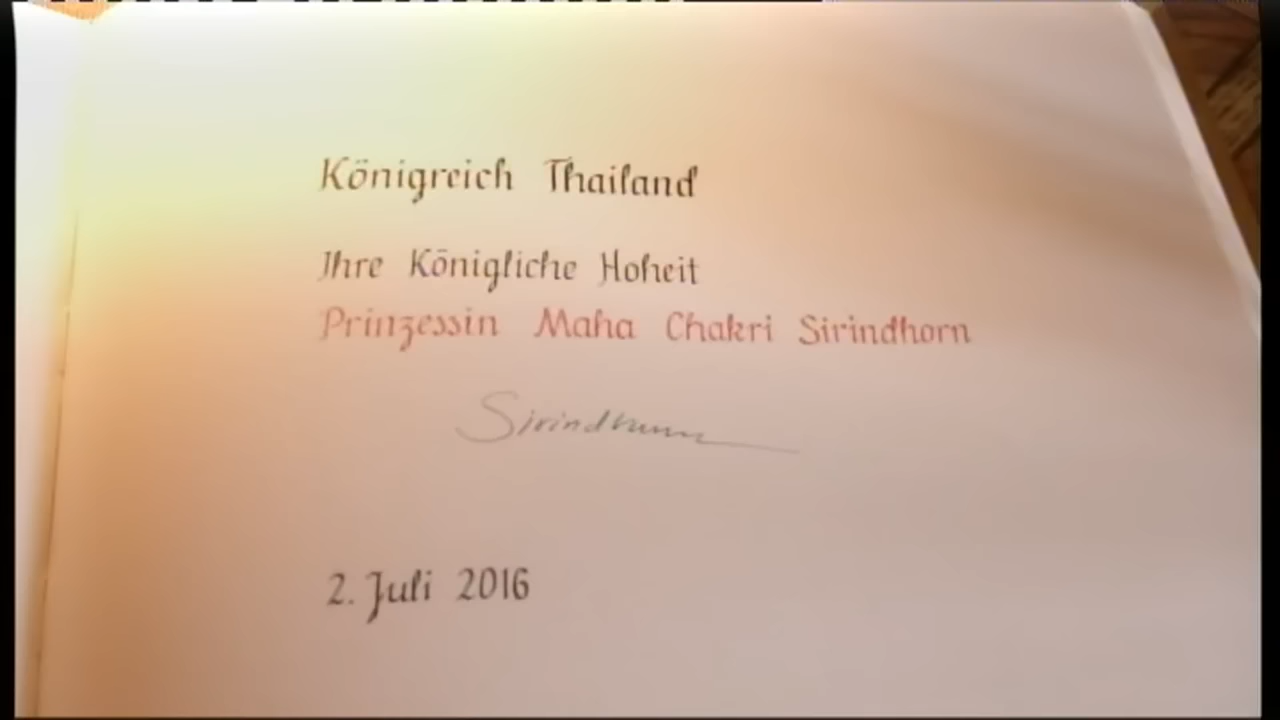 Königreich Thailand
Ihre Königliche Hoheit
Prinzessin Maha Chakri Sirindhorn
Sirindhorn
2. Juli 2016